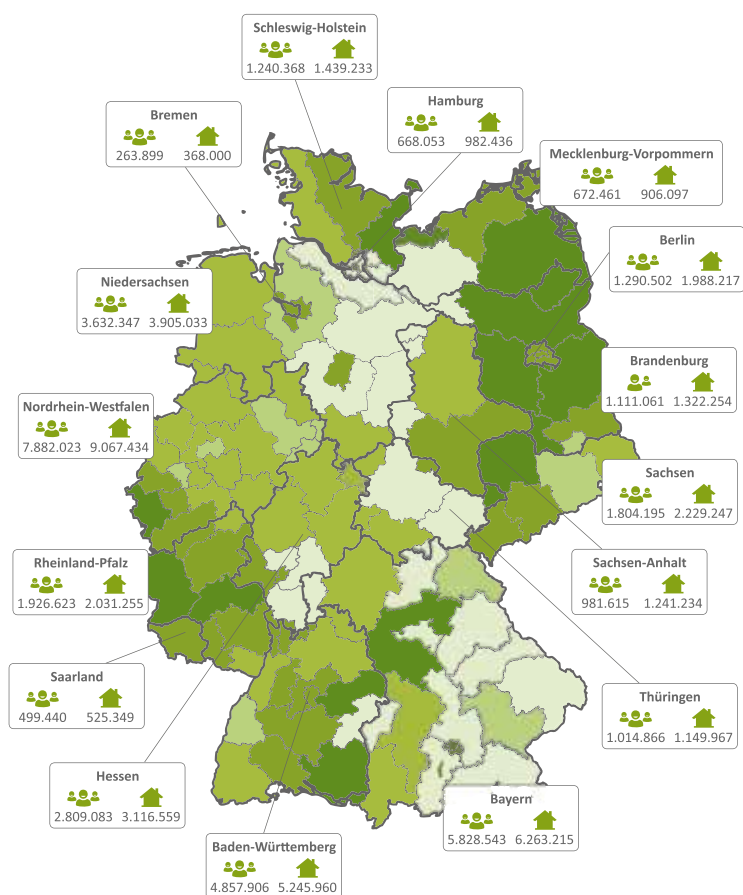 Schleswig-Holstein
1.240.368 1.439.233
Hamburg
668.053 982.436
Bremen
263.899 368.000
Mecklenburg-Vorpommern
672.461 906.097
Berlin
1.290.502 1.988.217
Niedersachsen
3.632.347 3.905.033
Brandenburg
1.111.061 1.322.254
Nordrhein-Westfalen
7.882.023 9.067.434
Sachsen
1.804.195 2.229.247
Rheinland-Pfalz
1.926.623 2.031.255
Sachsen-Anhalt
981.615 1.241.234
Saarland
499.440 525.349
Thüringen
1.014.866 1.149.967
Hessen
2.809.083 3.116.559
Bayern
5.828.543 6.263.215
Baden-Württemberg
4.857.906 5.245.960